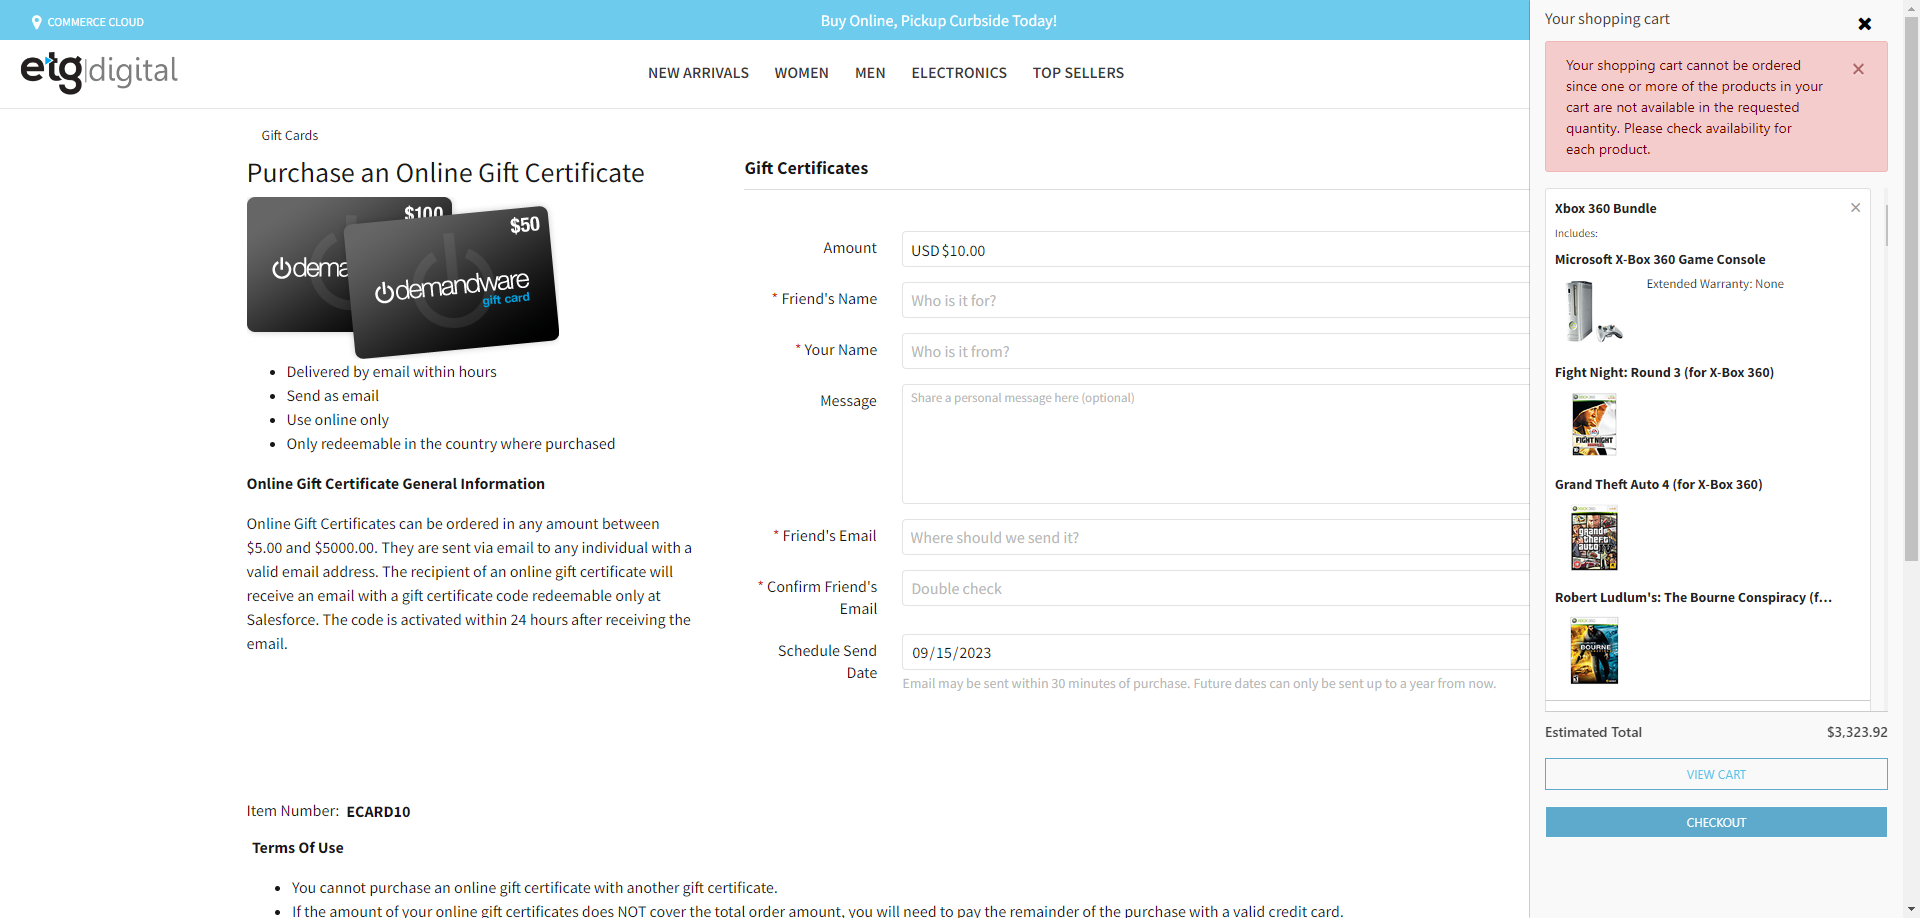 COMMERCE CLOUD
Buy Online, Pickup Curbside Today!
etg|digital
NEW ARRIVALS WOMEN MEN ELECTRONICS TOP SELLERS
Gift Cards
Purchase an Online Gift Certificate
$100
demandware
$50
demandware
gift card
Delivered by email within hours
Send as email
Use online only
Only redeemable in the country where purchased
Online Gift Certificate General Information
Online Gift Certificates can be ordered in any amount between
$5.00 and $5000.00. They are sent via email to any individual with a
valid email address. The recipient of an online gift certificate will
receive an email with a gift certificate code redeemable only at
Salesforce. The code is activated within 24 hours after receiving the
email.
Gift Certificates
Amount
USD $10.00
* Friend's Name
Who is it for?
* Your Name
Who is it from?
Message
Share a personal message here (optional)
* Friend's Email
Where should we send it?
* Confirm Friend's
Email
Double check
Schedule Send
Date
09/15/2023
Email may be sent within 30 minutes of purchase. Future dates can only be sent up to a year from now.
Item Number: ECARD10
Terms Of Use
You cannot purchase an online gift certificate with another gift certificate.
If the amount of your online gift certificates does NOT cover the total order amount, you will need to pay the remainder of the purchase with a valid credit card.
Your shopping cart
Your shopping cart cannot be ordered
since one or more of the products in your
cart are not available in the requested
quantity. Please check availability for
each product.
Xbox 360 Bundle
Includes:
Microsoft X-Box 360 Game Console
Extended Warranty: None
Fight Night: Round 3 (for X-Box 360)
FIGHT NIGHT
Grand Theft Auto 4 (for X-Box 360)
grand
theft
auto
Robert Ludlum's: The Bourne Conspiracy (f...
BOURNE
Estimated Total
$3,323.92
VIEW CART
CHECKOUT